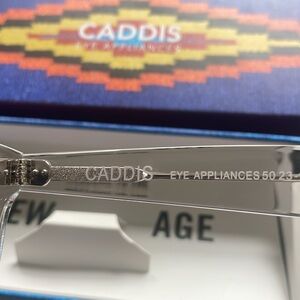 CADDIS
EYE APPLIANCES
CADDIS EYE APPLIANCES 50 23
EW AGE